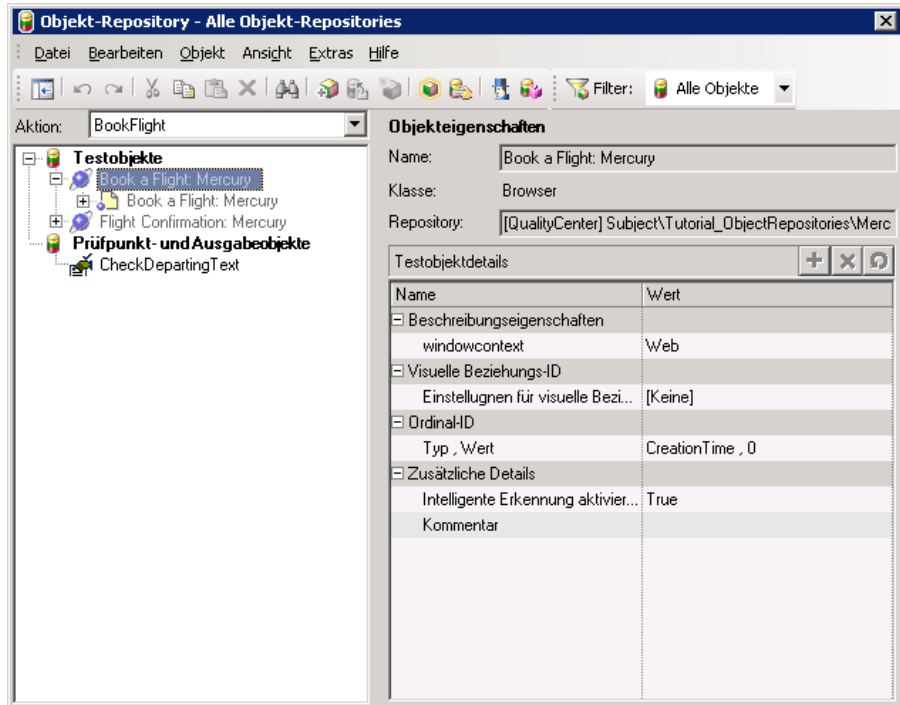 Objekt-Repository - Alle Objekt-Repositories
Datei Bearbeiten Objekt Ansicht Extras Hilfe
Filter: Alle Objekte
Aktion: BookFlight
Testobjekte
Book a Flight: Mercury
Book a Flight: Mercury
Flight Confirmation: Mercury
Prüfpunkt- und Ausgabeobjekte
CheckDepartingText
Objekteigenschaften
Name: Book a Flight: Mercury
Klasse: Browser
Repository: [QualityCenter] Subject\Tutorial_ObjectRepositories\Merc
Testobjektdetails
Name Wert
Beschreibungseigenschaften
windowcontext Web
Visuelle Beziehungs-ID
Einstellugnen für visuelle Bezi... [Keine]
Ordinal-ID
Typ , Wert CreationTime , 0
Zusätzliche Details
Intelligente Erkennung aktivier... True
Kommentar